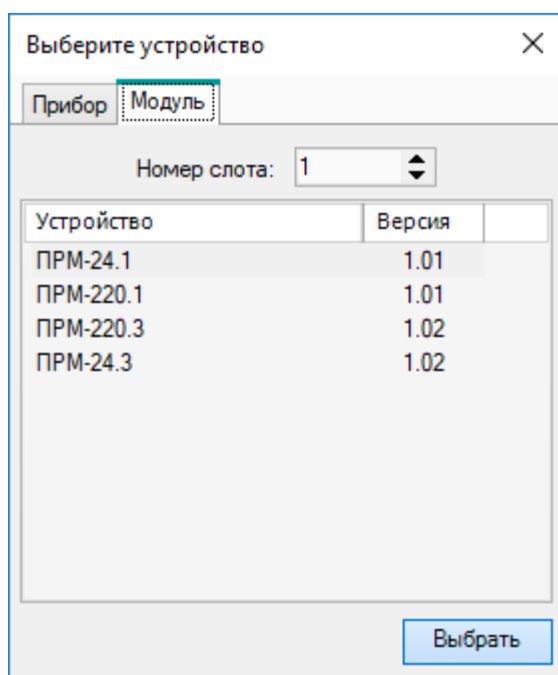 Выберите устройство
Прибор Модуль
Номер слота: 1
Устройство Версия
ПРМ-24.1 1.01
ПРМ-220.1 1.01
ПРМ-220.3 1.02
ПРМ-24.3 1.02
Выбрать